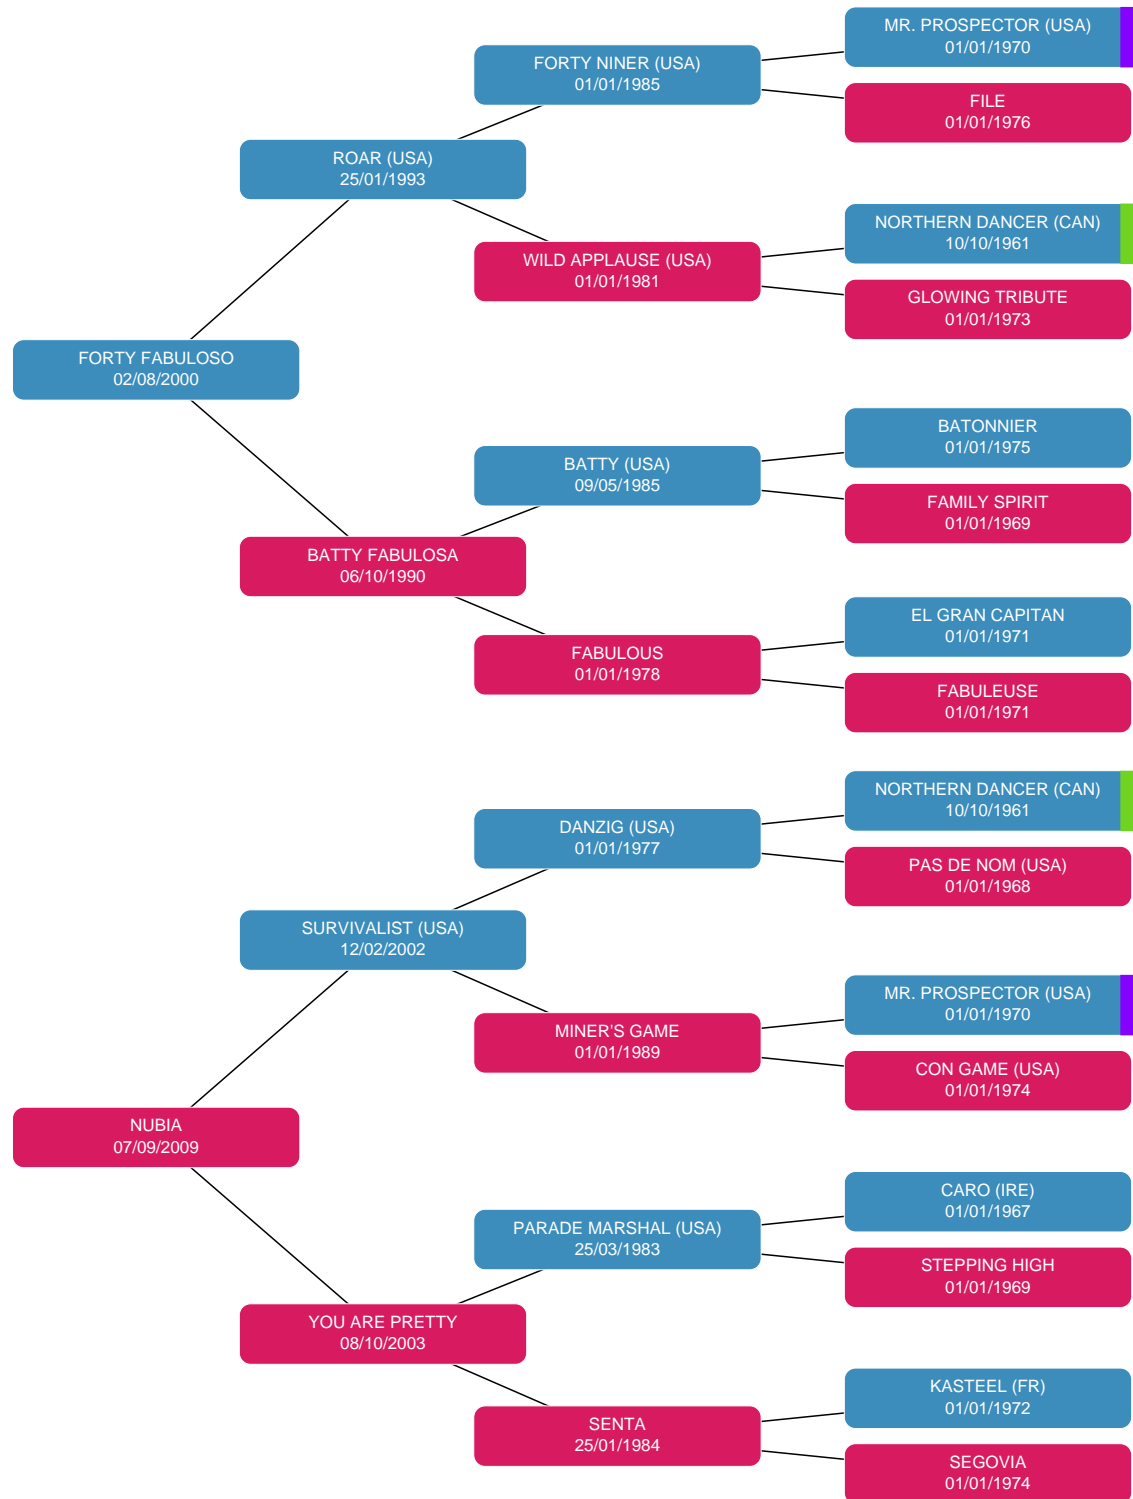 MR. PROSPECTOR (USA)
01/01/1970
FORTY NINER (USA)
01/01/1985
FILE
01/01/1976
ROAR (USA)
25/01/1993
NORTHERN DANCER (CAN)
10/10/1961
WILD APPLAUSE (USA)
01/01/1981
GLOWING TRIBUTE
01/01/1973
FORTY FABULOSO
02/08/2000
BATONNIER
01/01/1975
BATTY (USA)
09/05/1985
FAMILY SPIRIT
01/01/1969
BATTY FABULOSA
06/10/1990
EL GRAN CAPITAN
01/01/1971
FABULOUS
01/01/1978
FABULEUSE
01/01/1971
NORTHERN DANCER (CAN)
10/10/1961
DANZIG (USA)
01/01/1977
PAS DE NOM (USA)
01/01/1968
SURVIVALIST (USA)
12/02/2002
MR. PROSPECTOR (USA)
01/01/1970
MINER'S GAME
01/01/1989
CON GAME (USA)
01/01/1974
NUBIA
07/09/2009
CARO (IRE)
01/01/1967
PARADE MARSHAL (USA)
25/03/1983
STEPPING HIGH
01/01/1969
YOU ARE PRETTY
08/10/2003
KASTEEL (FR)
01/01/1972
SENTA
25/01/1984
SEGOVIA
01/01/1974